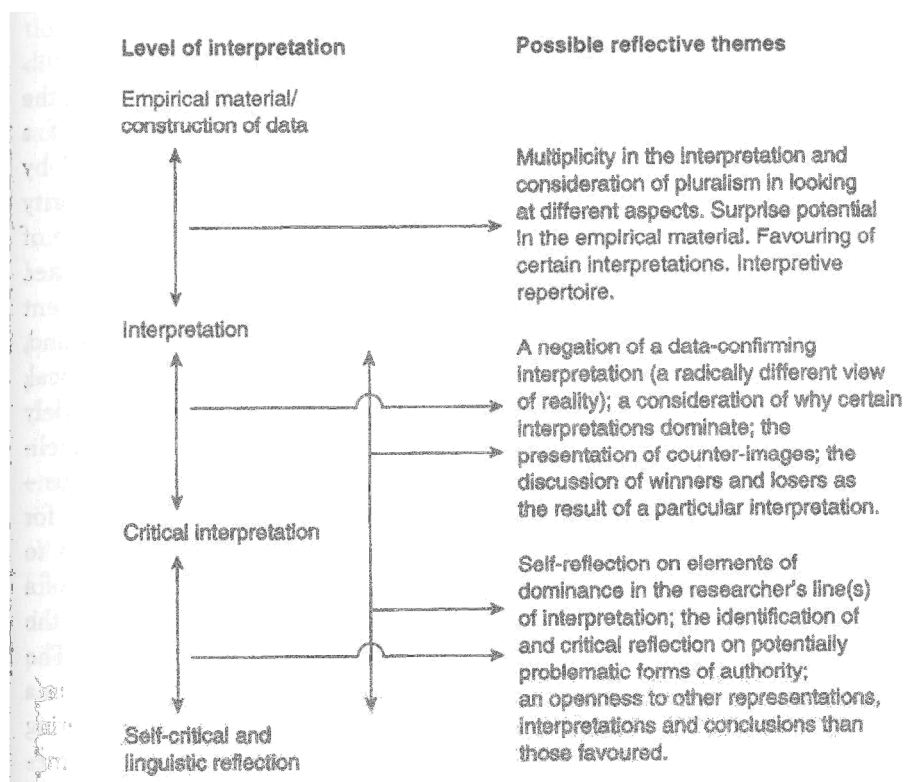 Level of interpretation
Possible reflective themes
Empirical material/
construction of data
Multiplicity in the interpretation and
consideration of pluralism in looking
at different aspects. Surprise potential
in the empirical material. Favouring of
certain interpretations. Interpretive
repertoire.
Interpretation
A negation of a data-confirming
interpretation (a radically different view
of reality); a consideration of why certain
interpretations dominate; the
presentation of counter-images; the
discussion of winners and losers as
the result of a particular interpretation.
Critical interpretation
Self-reflection on elements of
dominance in the researcher's line(s)
of interpretation; the identification of
and critical reflection on potentially
problematic forms of authority;
an openness to other representations,
interpretations and conclusions than
those favoured.
Self-critical and
linguistic reflection